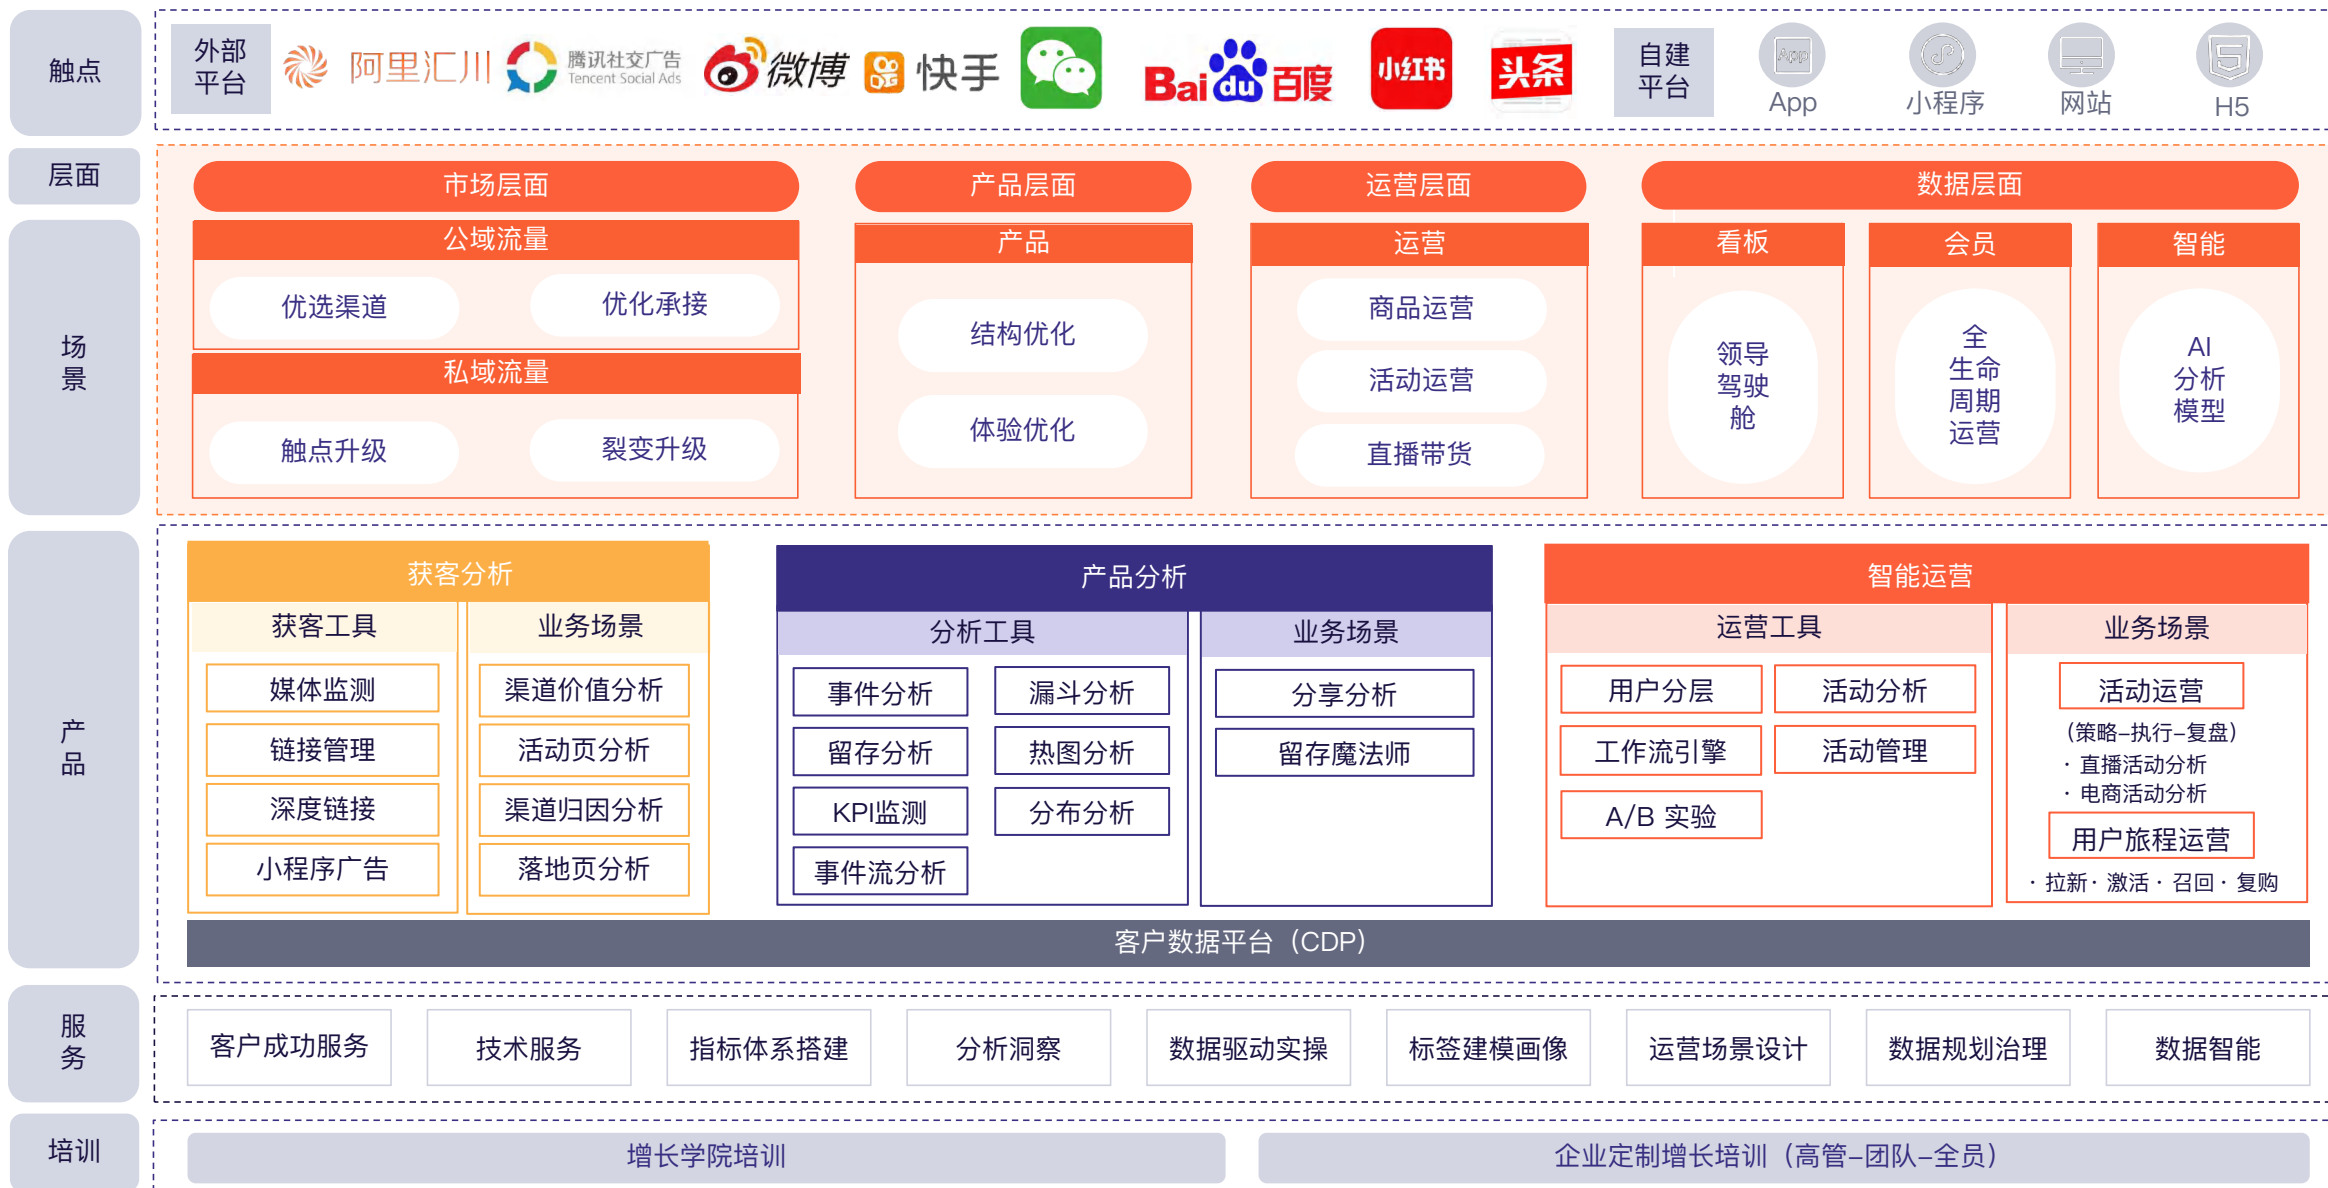 触点
外部
平台
阿里汇川
腾讯社交广告
Tencent Social Ads
微博
快手
Bai du 百度
小红书
头条
自建
平台
App
App
小程序
网站
5
H5
层面
市场层面
产品层面
运营层面
数据层面
场
景
公域流量
优选渠道
优化承接
私域流量
触点升级
裂变升级
产品
结构优化
体验优化
运营
商品运营
活动运营
直播带货
看板
领导
驾驶
舱
会员
全
生命
周期
运营
智能
AI
分析
模型
产
品
获客分析
获客工具
媒体监测
链接管理
深度链接
小程序广告
业务场景
渠道价值分析
活动页分析
渠道归因分析
落地页分析
产品分析
分析工具
事件分析
漏斗分析
留存分析
热图分析
KPI监测
分布分析
事件流分析
业务场景
分享分析
留存魔法师
智能运营
运营工具
用户分层
活动分析
工作流引擎
活动管理
A/B 实验
业务场景
活动运营
(策略–执行–复盘)
· 直播活动分析
· 电商活动分析
用户旅程运营
· 拉新· 激活 · 召回 · 复购
客户数据平台（CDP）
服
务
客户成功服务
技术服务
指标体系搭建
分析洞察
数据驱动实操
标签建模画像
运营场景设计
数据规划治理
数据智能
培训
增长学院培训
企业定制增长培训（高管–团队–全员）